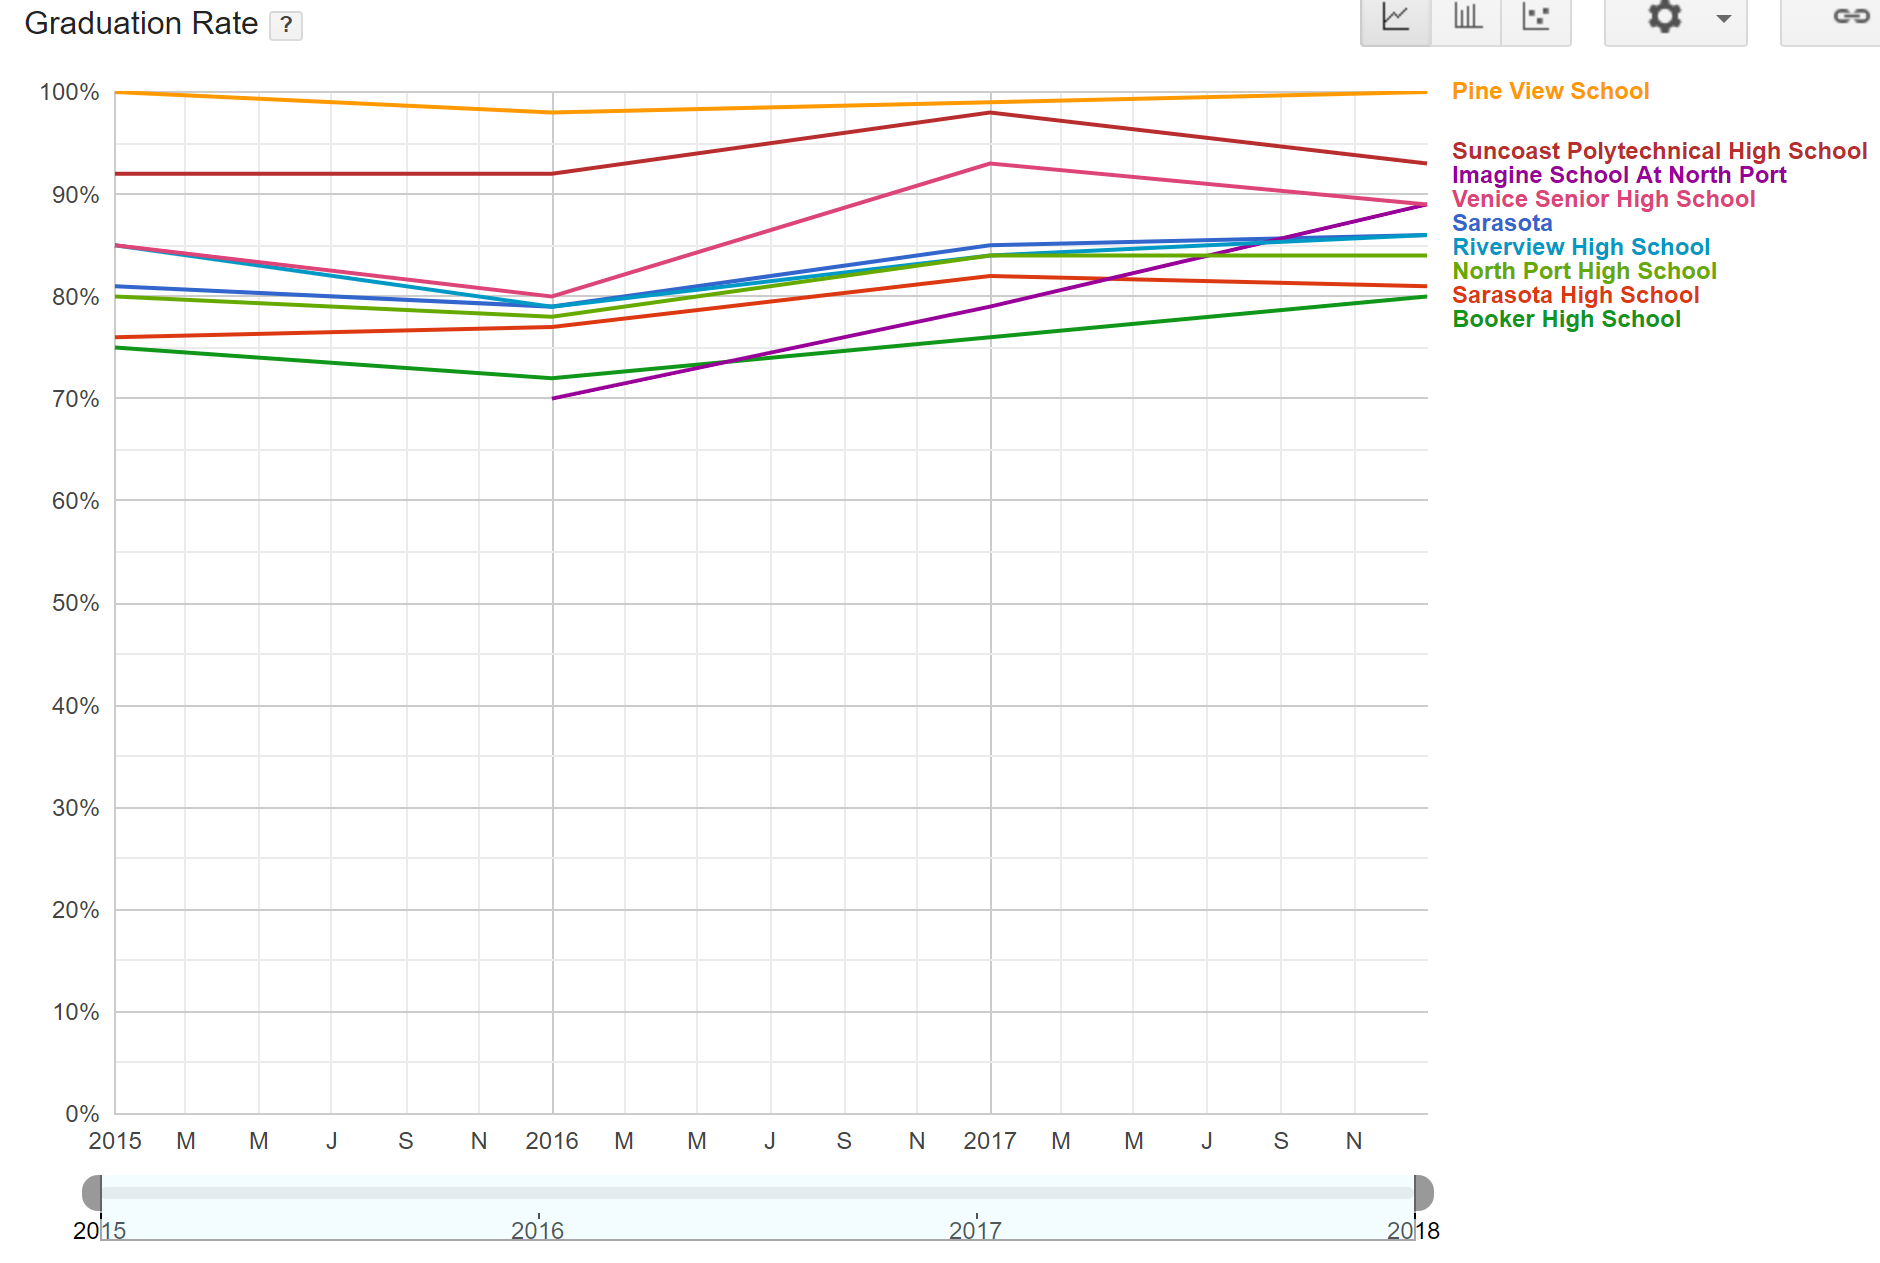 Graduation Rate ?
100%
90%
80%
70%
60%
50%
40%
30%
20%
10%
0%
Pine View School
Suncoast Polytechnical High School
Imagine School At North Port
Venice Senior High School
Sarasota
Riverview High School
North Port High School
Sarasota High School
Booker High School
2015 M M J S N 2016 M M J S N 2017 M M J S N
2015 2016 2017 2018